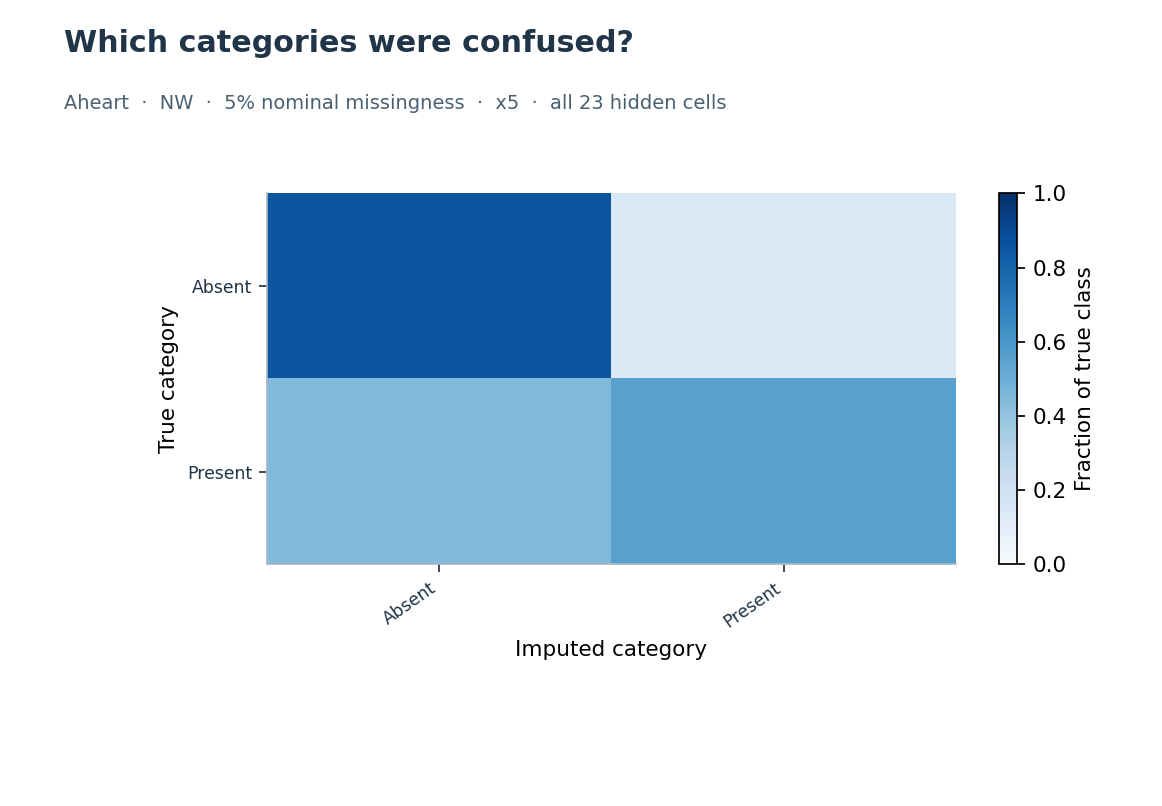 Which categories were confused?
Aheart · NW · 5% nominal missingness · x5 · all 23 hidden cells
True category
Absent
Present
Absent
Present
Imputed category
1.0
0.8
0.6
0.4
0.2
0.0
Fraction of true class